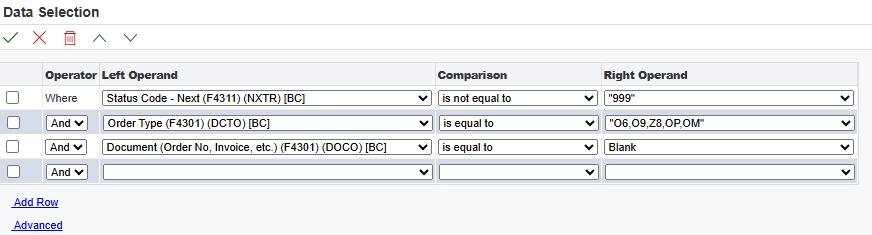 Data Selection
Operator Left Operand Comparison Right Operand
Where Status Code - Next (F4311) (NXTR) [BC] is not equal to "999"
And Order Type (F4301) (DCTO) [BC] is equal to "O6,O9,Z8,OP,OM"
And Document (Order No, Invoice, etc.) (F4301) (DOCO) [BC] is equal to Blank
And
Add Row
Advanced